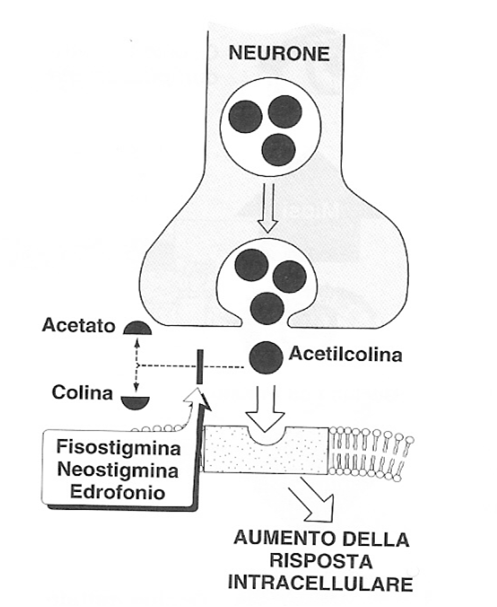 NEURONE
Acetato
Acetilcolina
Colina
Fisostigmina
Neostigmina
Edrofonio
AUMENTO DELLA
RISPOSTA
INTRACELLULARE